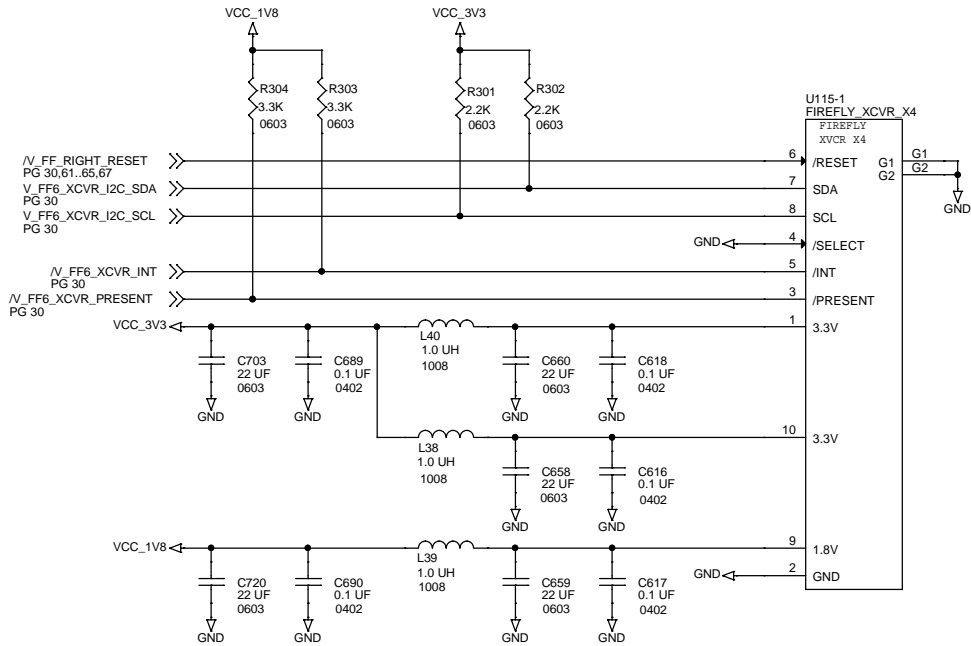 VCC_1V8
VCC_3V3
R304
3.3K
0603
R303
3.3K
0603
R301
2.2K
0603
R302
2.2K
0603
U115-1
FIREFLY_XCVR_X4
FIREFLY
XVCR X4
/V_FF_RIGHT_RESET
PG 30,61..65,67
6
/RESET
G1
G1
G2
G2
GND
V_FF6_XCVR_I2C_SDA
PG 30
7
SDA
V_FF6_XCVR_I2C_SCL
PG 30
8
SCL
GND
4
/SELECT
/V_FF6_XCVR_INT
PG 30
5
/INT
/V_FF6_XCVR_PRESENT
PG 30
3
/PRESENT
VCC_3V3
L40
1.0 UH
1008
1
3.3V
C703
22 UF
0603
GND
C689
0.1 UF
0402
GND
C660
22 UF
0603
GND
C618
0.1 UF
0402
GND
L38
1.0 UH
1008
10
3.3V
C658
22 UF
0603
GND
C616
0.1 UF
0402
GND
VCC_1V8
L39
1.0 UH
1008
9
1.8V
GND
2
GND
C720
22 UF
0603
GND
C690
0.1 UF
0402
GND
C659
22 UF
0603
GND
C617
0.1 UF
0402
GND